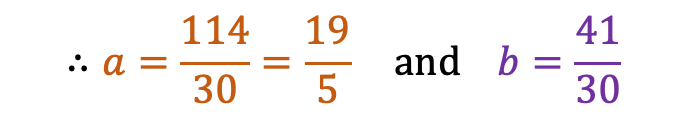 ∴ a = 114/30 = 19/5 and b = 41/30